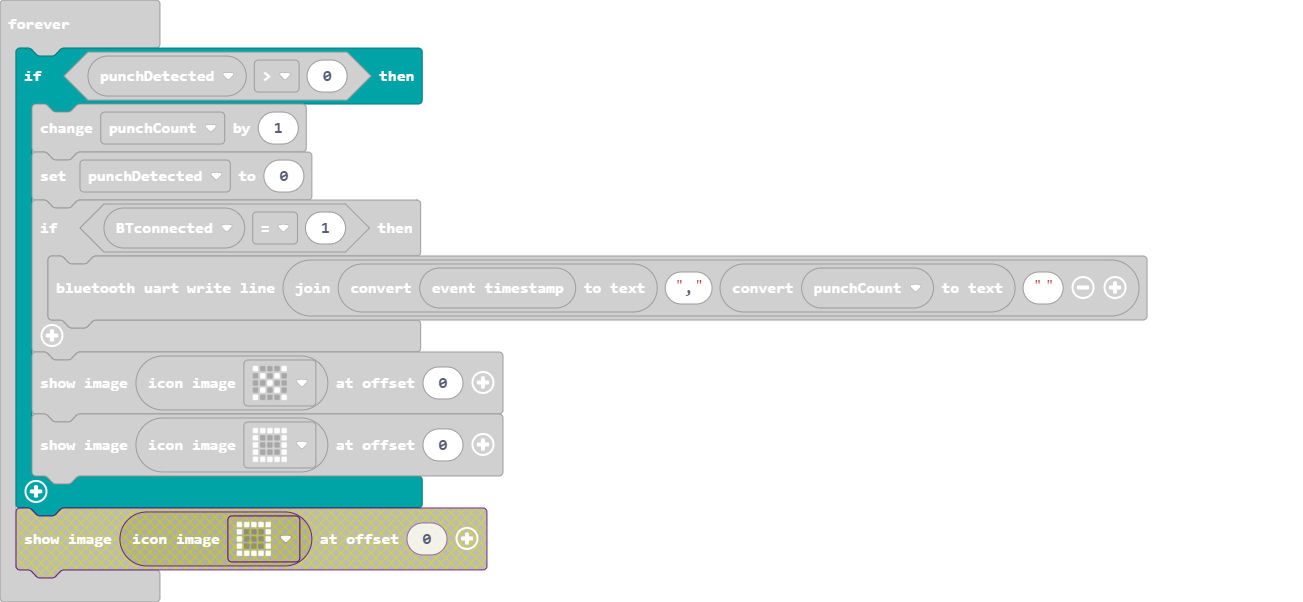 forever
if punchDetected > 0 then
change punchCount by 1
set punchDetected to 0
if BTconnected = 1 then
bluetooth uart write line join convert event timestamp to text "," convert punchCount to text " "
show image icon image at offset 0
show image icon image at offset 0
show image icon image at offset 0